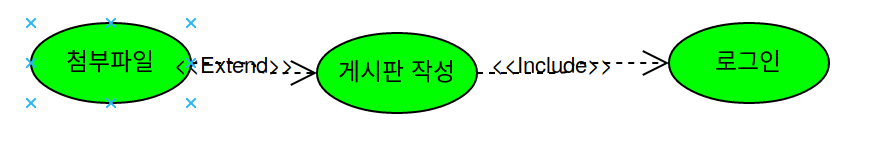 첨부파일
<<Extend>>
게시판 작성
<<Include>>
로그인